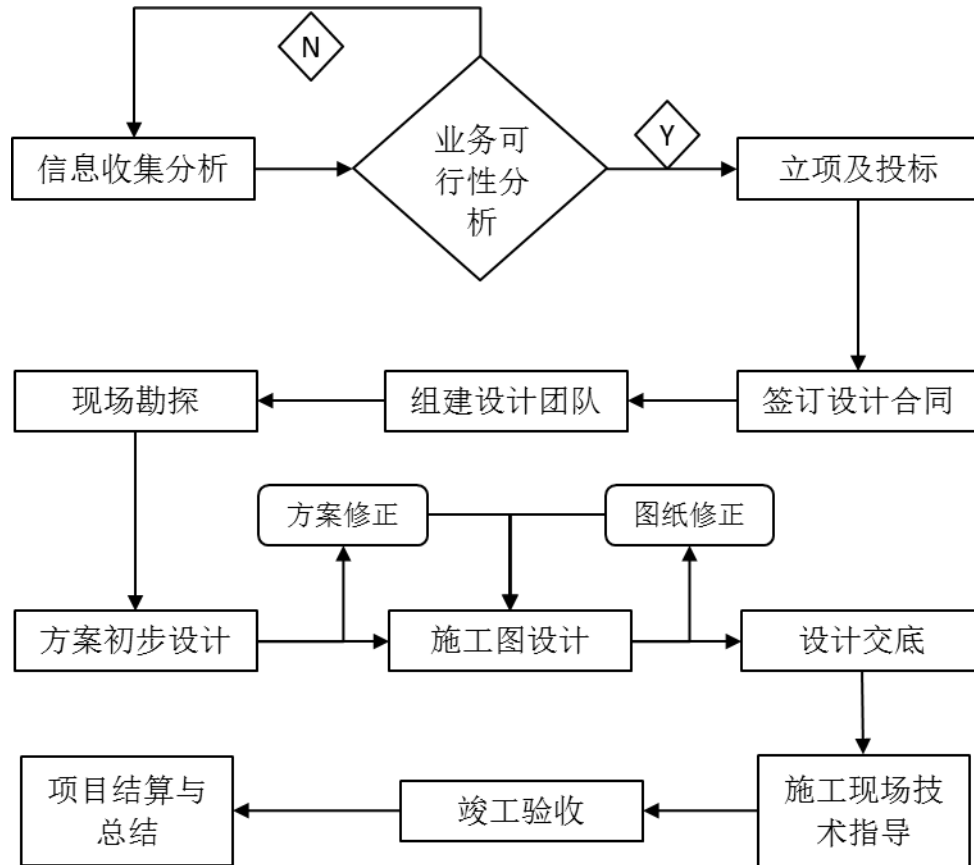 N
信息收集分析
业务可
行性分
析
Y
立项及投标
现场勘探
组建设计团队
签订设计合同
方案修正
图纸修正
方案初步设计
施工图设计
设计交底
项目结算与
总结
竣工验收
施工现场技
术指导